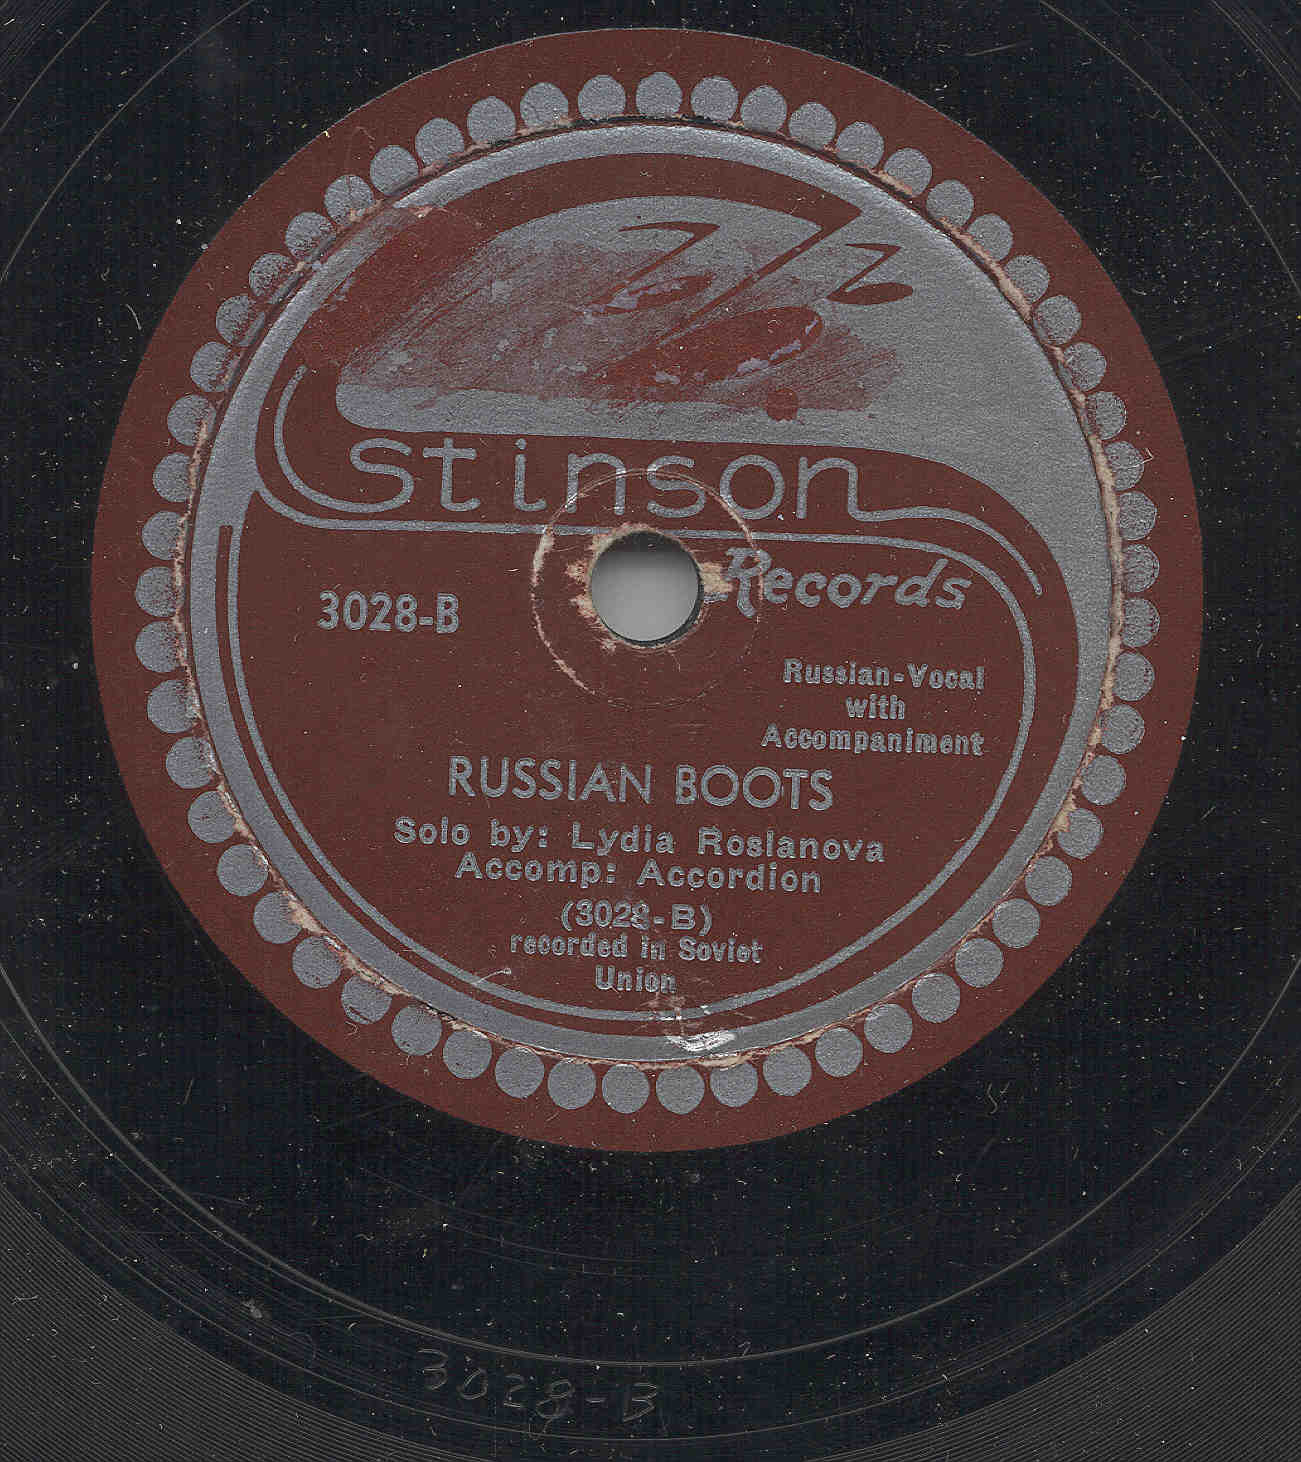 Stinson
Records
3028-B
Russian-Vocal
with
Accompaniment
RUSSIAN BOOTS
Solo by: Lydia Roslanova
Accomp: Accordion
(3028-B)
recorded in Soviet
Union
3028-B